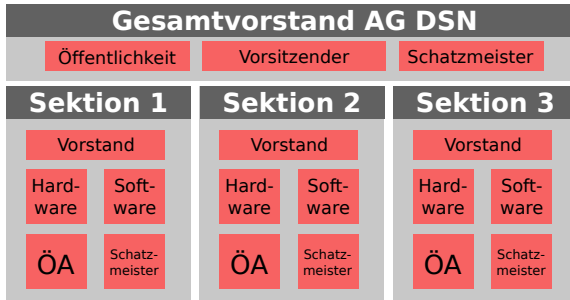 Gesamtvorstand AG DSN
Öffentlichkeit Vorsitzender Schatzmeister
Sektion 1
Vorstand
Hard-
ware
Soft-
ware
ÖA
Schatz-
meister
Sektion 2
Vorstand
Hard-
ware
Soft-
ware
ÖA
Schatz-
meister
Sektion 3
Vorstand
Hard-
ware
Soft-
ware
ÖA
Schatz-
meister